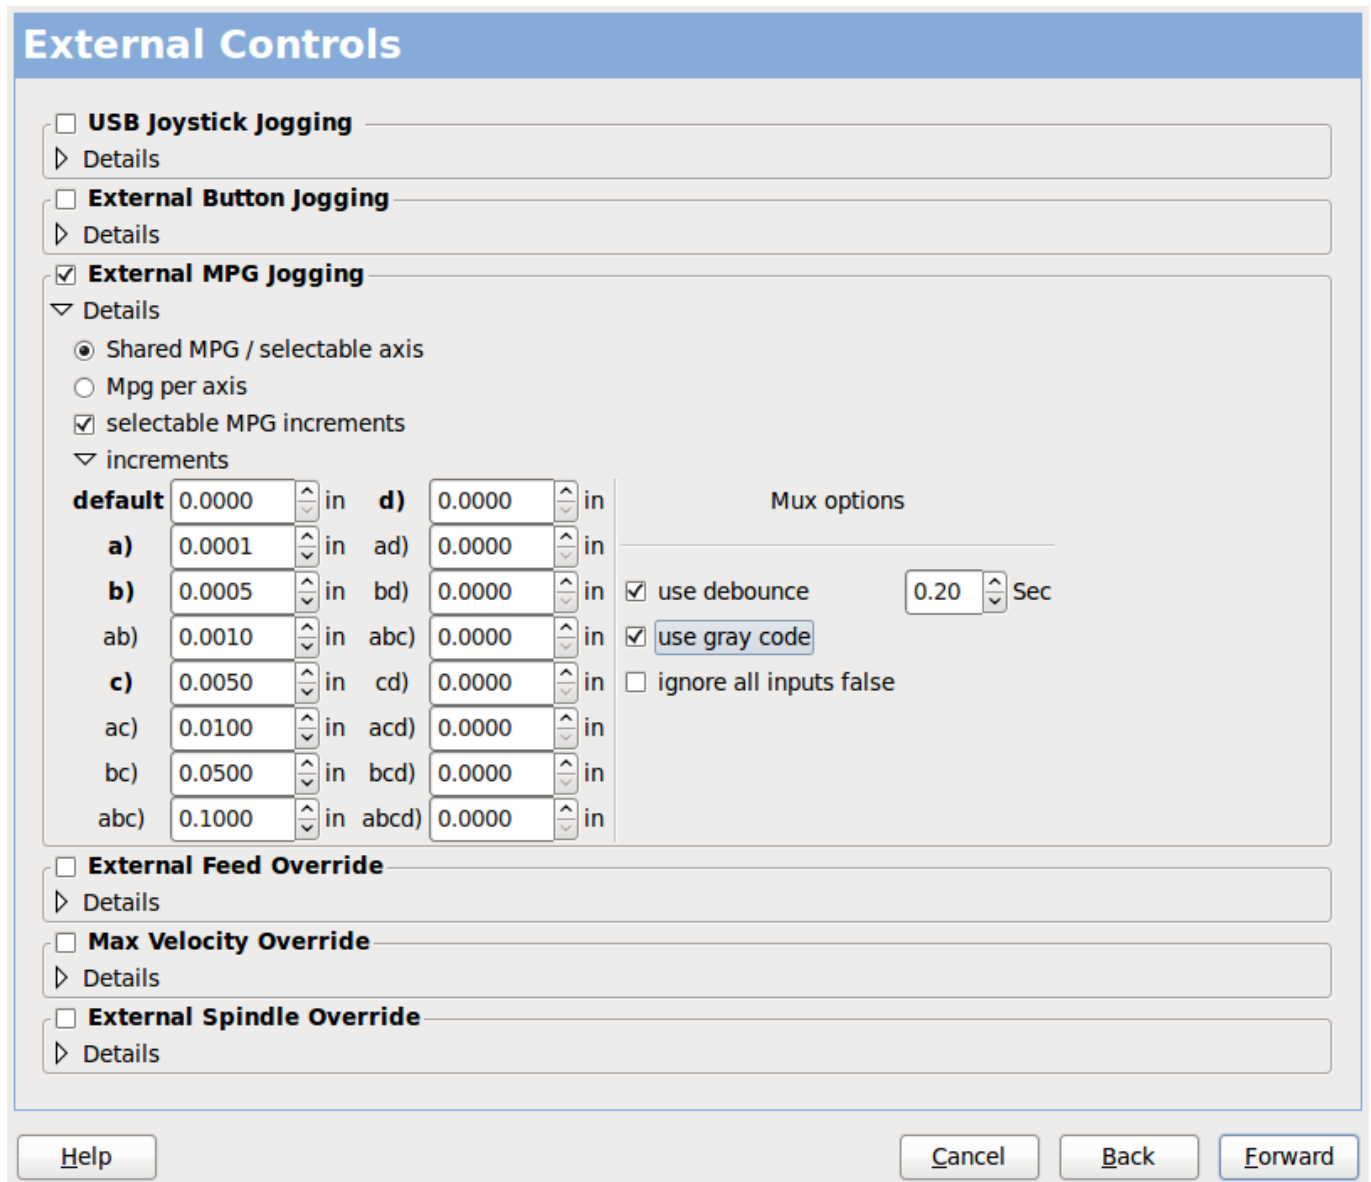 External Controls
USB Joystick Jogging
Details
External Button Jogging
Details
External MPG Jogging
Details
Shared MPG / selectable axis
Mpg per axis
selectable MPG increments
increments
default 0.0000 in d) 0.0000 in Mux options
a) 0.0001 in ad) 0.0000 in
b) 0.0005 in bd) 0.0000 in use debounce 0.20 Sec
ab) 0.0010 in abc) 0.0000 in use gray code
c) 0.0050 in cd) 0.0000 in ignore all inputs false
ac) 0.0100 in acd) 0.0000 in
bc) 0.0500 in bcd) 0.0000 in
abc) 0.1000 in abcd) 0.0000 in
External Feed Override
Details
Max Velocity Override
Details
External Spindle Override
Details
Help Cancel Back Forward